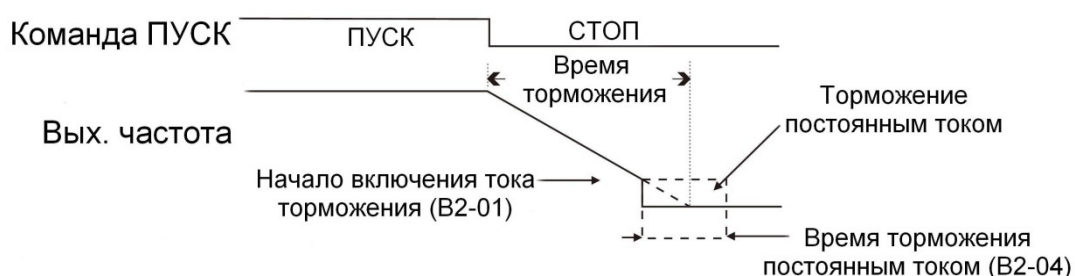 Команда ПУСК
ПУСК
СТОП
Время
торможения
Торможение
постоянным током
Вых. частота
Начало включения тока
торможения (B2-01)
Время торможения
постоянным током (B2-04)